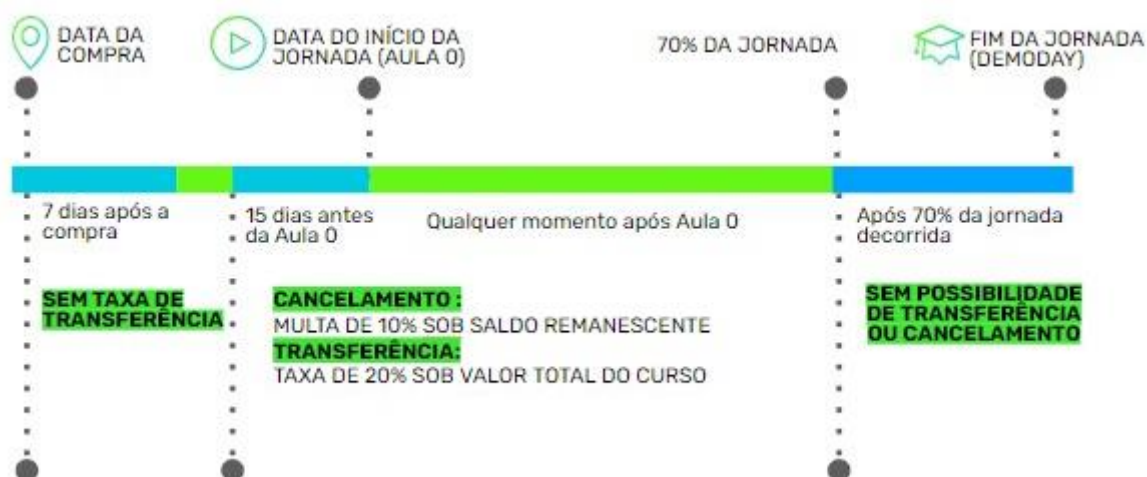 DATA DA
COMPRA
DATA DO INÍCIO DA
JORNADA (AULA 0)
70% DA JORNADA
FIM DA JORNADA
(DEMODAY)
7 dias após a
compra
15 dias antes
da Aula 0
Qualquer momento após Aula 0
Após 70% da jornada
decorrida
SEM TAXA DE
TRANSFERÊNCIA
CANCELAMENTO :
MULTA DE 10% SOB SALDO REMANESCENTE
TRANSFERÊNCIA:
TAXA DE 20% SOB VALOR TOTAL DO CURSO
SEM POSSIBILIDADE
DE TRANSFERÊNCIA
OU CANCELAMENTO